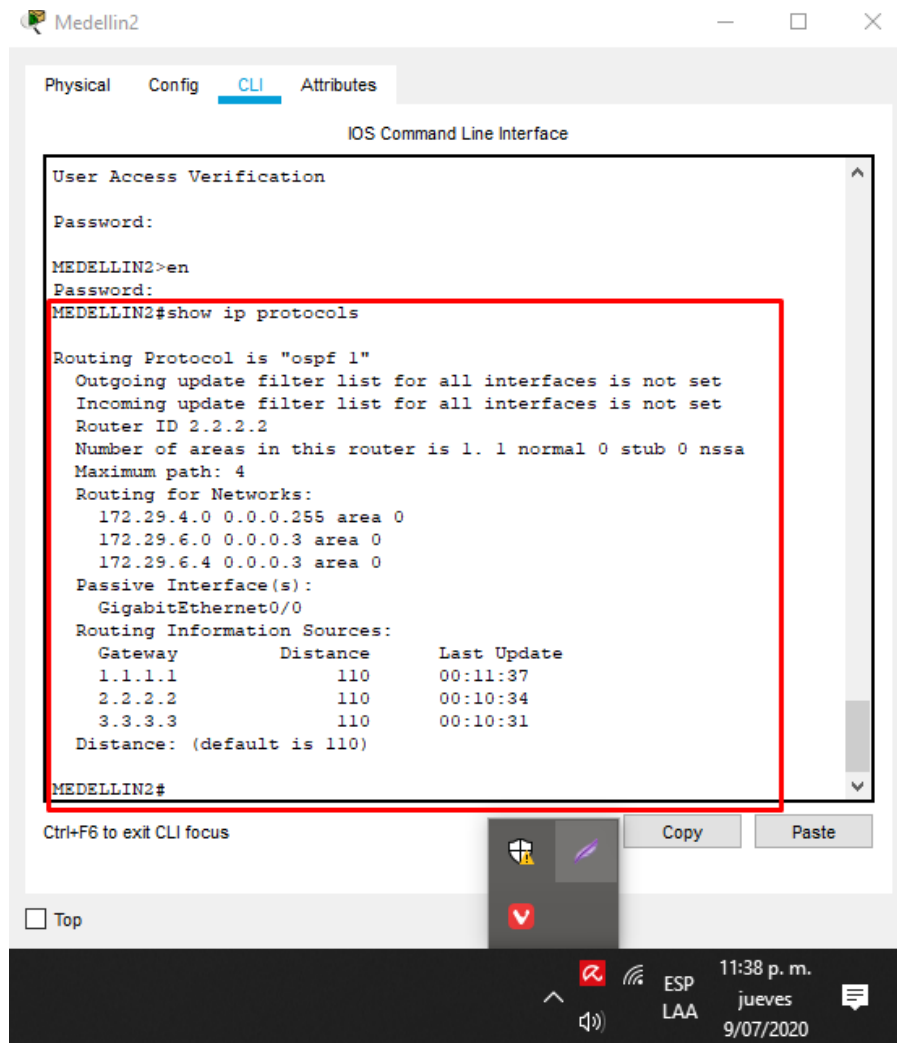 Medellin2
Physical Config CLI Attributes
IOS Command Line Interface
User Access Verification
Password:
MEDELLIN2>en
Password:
MEDELLIN2#show ip protocols
Routing Protocol is "ospf 1"
Outgoing update filter list for all interfaces is not set
Incoming update filter list for all interfaces is not set
Router ID 2.2.2.2
Number of areas in this router is 1. 1 normal 0 stub 0 nssa
Maximum path: 4
Routing for Networks:
172.29.4.0 0.0.0.255 area 0
172.29.6.0 0.0.0.3 area 0
172.29.6.4 0.0.0.3 area 0
Passive Interface(s):
GigabitEthernet0/0
Routing Information Sources:
Gateway Distance Last Update
1.1.1.1 110 00:11:37
2.2.2.2 110 00:10:34
3.3.3.3 110 00:10:31
Distance: (default is 110)
MEDELLIN2#
Ctrl+F6 to exit CLI focus Copy Paste
Top
ESP
LAA
11:38 p. m.
jueves
9/07/2020